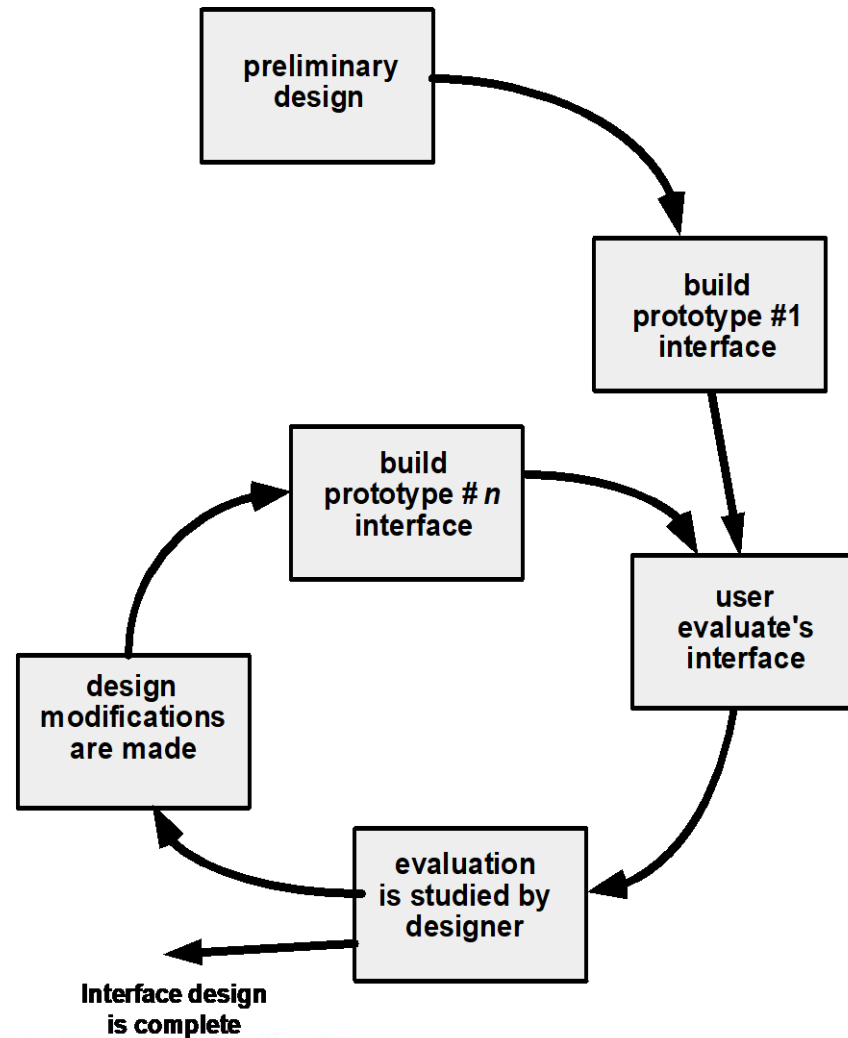 preliminary
design
build
prototype #1
interface
build
prototype # n
interface
user
evaluate's
interface
design
modifications
are made
evaluation
is studied by
designer
Interface design
is complete